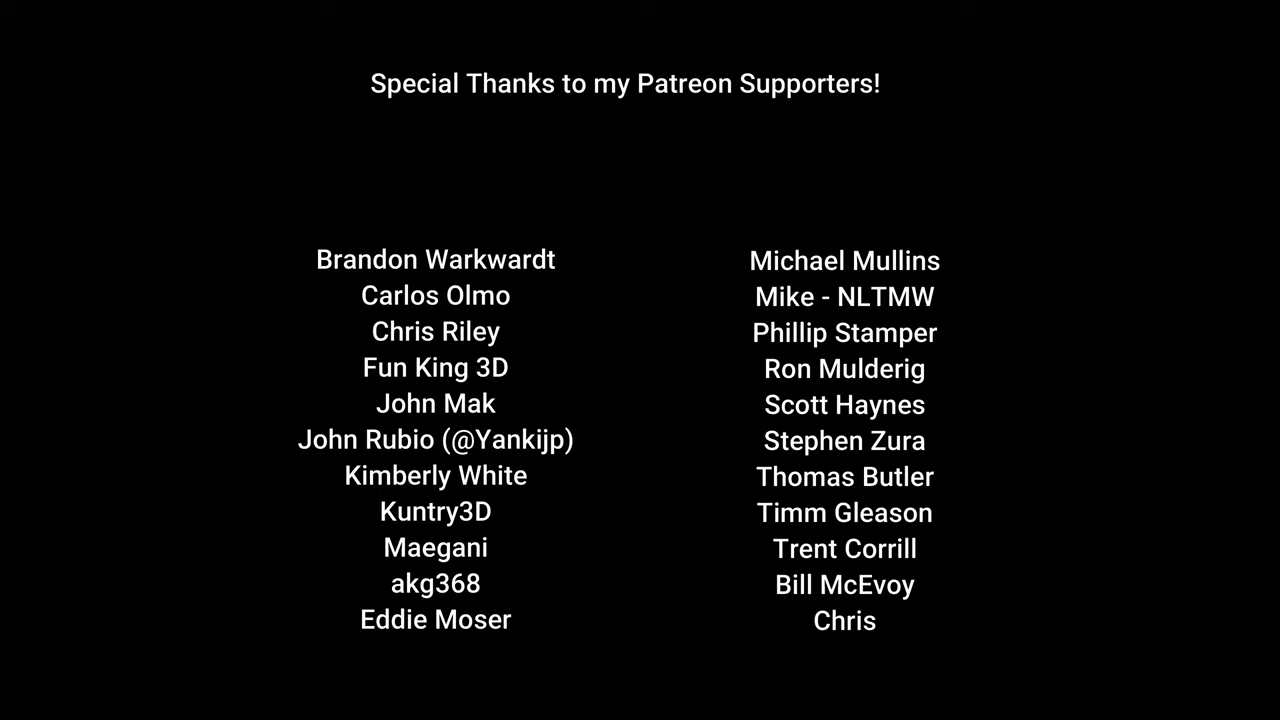 Special Thanks to my Patreon Supporters!
Brandon Warkwardt
Carlos Olmo
Chris Riley
Fun King 3D
John Mak
John Rubio (@Yankijp)
Kimberly White
Kuntry3D
Maegani
akg368
Eddie Moser
Michael Mullins
Mike - NLTMW
Phillip Stamper
Ron Mulderig
Scott Haynes
Stephen Zura
Thomas Butler
Timm Gleason
Trent Corrill
Bill McEvoy
Chris